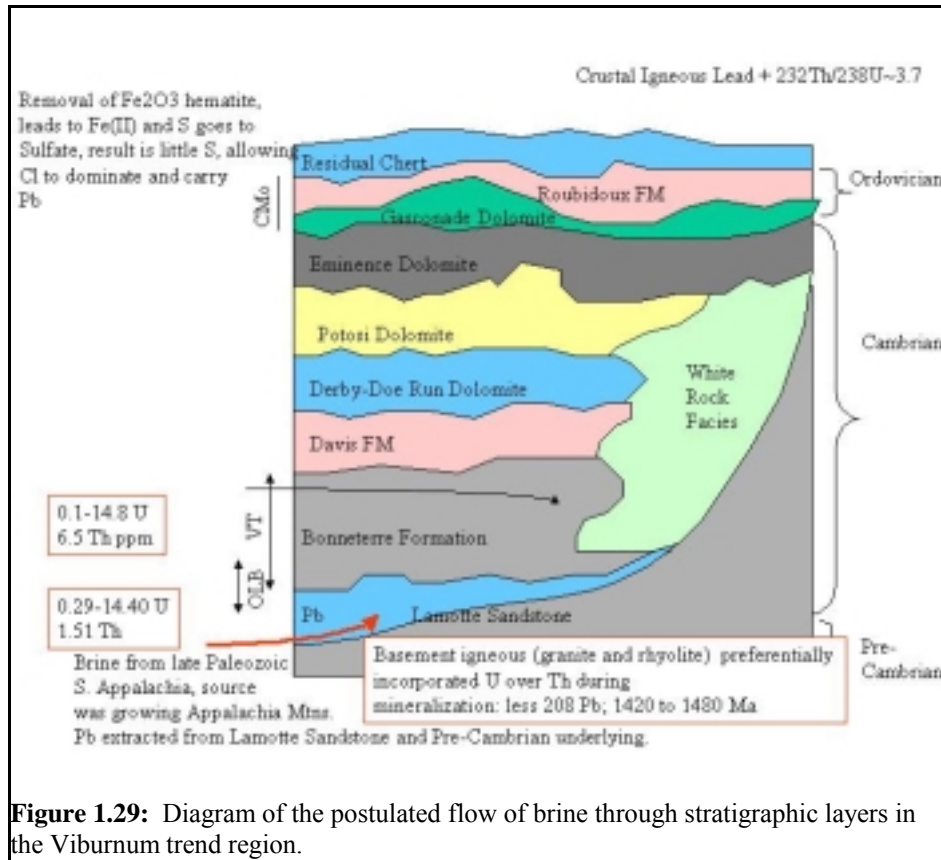 Crustal Igneous Lead + 232Th/238U~3.7
Removal of Fe2O3 hematite,
leads to Fe(II) and S goes to
Sulfate, result is little S, allowing
Cl to dominate and carry
Pb
CMo
Residual Chert
Roubidoux FM
Ordovician
Gasconade Dolomite
Eminence Dolomite
Potosi Dolomite
Cambrian
White
Rock
Facies
Derby-Doe Run Dolomite
Davis FM
0.1-14.8 U
6.5 Th ppm
VT
Bonneterre Formation
OLB
0.29-14.40 U
1.51 Th
Pb
Lamotte Sandstone
Pre-
Cambrian
Brine from late Paleozoic
S. Appalachia, source
was growing Appalachia Mtns.
Pb extracted from Lamotte Sandstone and Pre-Cambrian underlying.
Basement igneous (granite and rhyolite) preferentially
incorporated U over Th during
mineralization: less 208 Pb; 1420 to 1480 Ma
Figure 1.29: Diagram of the postulated flow of brine through stratigraphic layers in
the Viburnum trend region.